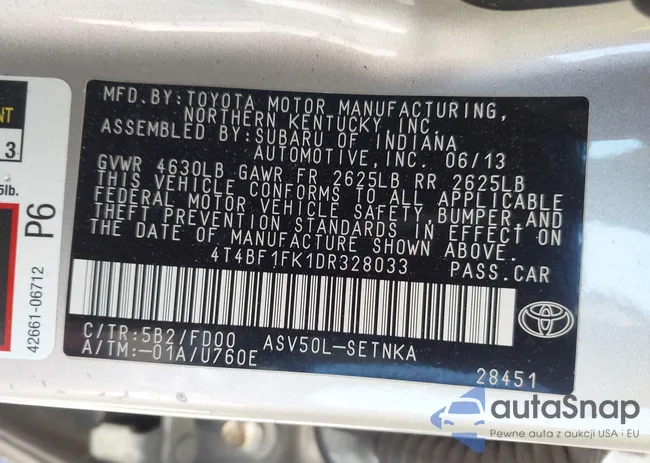 MFD.BY:TOYOTA MOTOR MANUFACTURING,
NORTHERN KENTUCKY INC.
ASSEMBLED BY:SUBARU OF INDIANA
AUTOMOTIVE,INC. 06/13
GVWR 4630LB GAWR FR 2625LB RR 2625LB
THIS VEHICLE CONFORMS TO ALL APPLICABLE
FEDERAL MOTOR VEHICLE SAFETY,BUMPER,AND
THEFT PREVENTION STANDARDS IN EFFECT ON
THE DATE OF MANUFACTURE SHOWN ABOVE.
4T4BF1FK1DR328033 PASS.CAR
C/TR:5B2/FD00 ASV50L-SETNKA
A/TM:-01A/U760E
28451
TOYOTA
3
5lb.
P6
42661-06712
autaSnap
Pewne auta z aukcji USA i EU